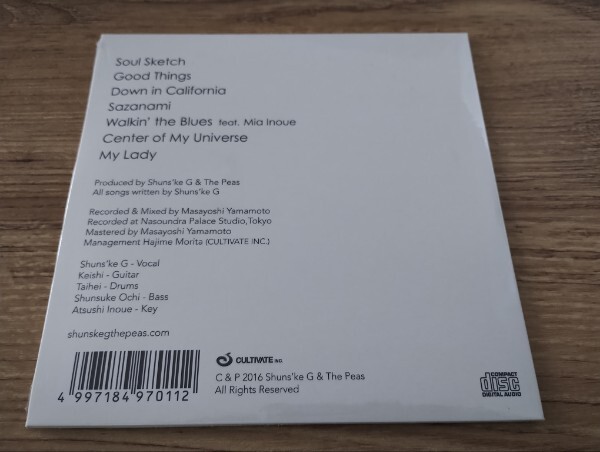 Soul Sketch
Good Things
Down in California
Sazanami
Walkin' the Blues feat. Mia Inoue
Center of My Universe
My Lady
Produced by Shuns'ke G & The Peas
All songs written by Shuns'ke G
Recorded & Mixed by Masayoshi Yamamoto
Recorded at Nasoundra Palace Studio,Tokyo
Mastered by Masayoshi Yamamoto
Management Hajime Morita (CULTIVATE INC.)
Shuns'ke G - Vocal
Keishi - Guitar
Taihei - Drums
Shunsuke Ochi - Bass
Atsushi Inoue - Key
shunskegthepeas.com
4 997184 970112
CULTIVATE INC.
C & P 2016 Shuns'ke G & The Peas
All Rights Reserved
COMPACT
disc
DIGITAL AUDIO